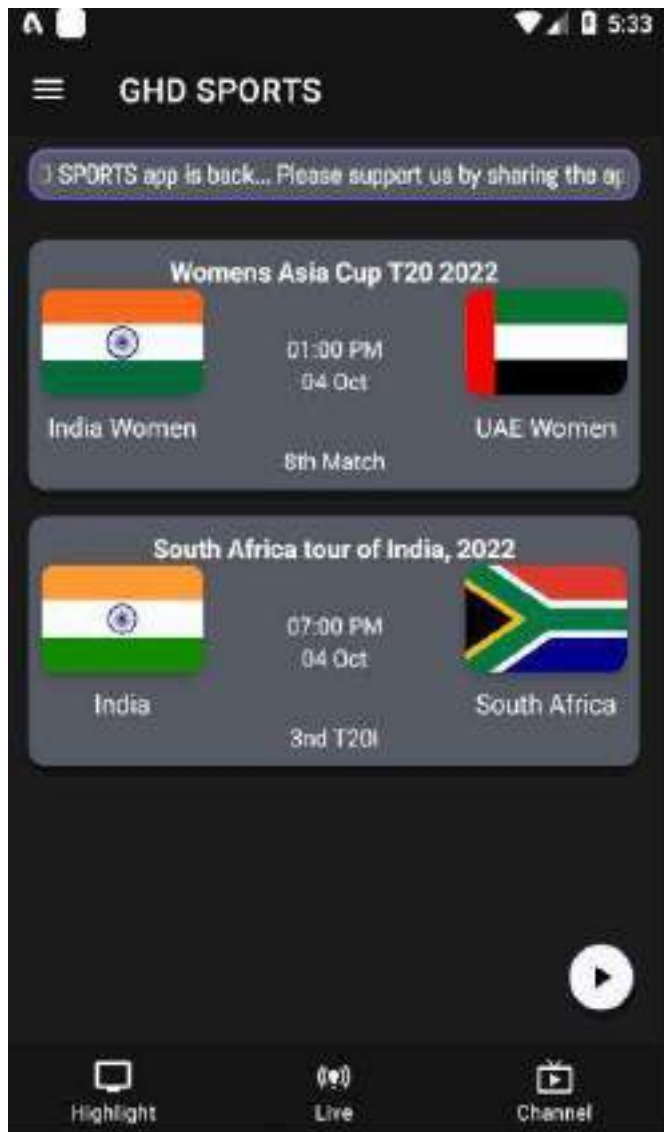 5:33
GHD SPORTS
SPORTS app is back... Please support us by sharing the ap
Womens Asia Cup T20 2022
01:00 PM
04 Oct
India Women
UAE Women
8th Match
South Africa tour of India, 2022
07:00 PM
04 Oct
India
South Africa
3nd T20I
Highlight
Live
Channel